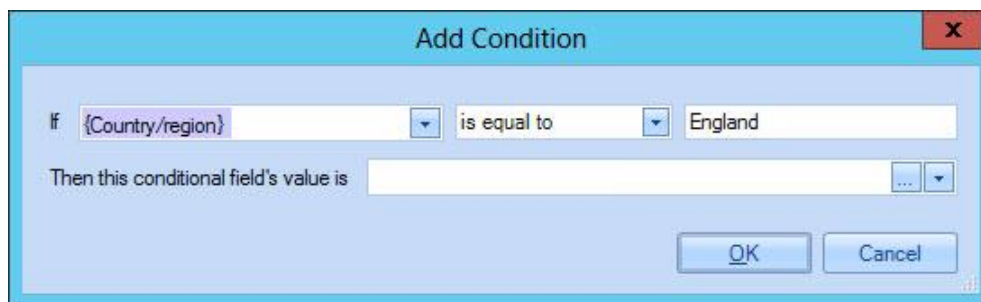 Add Condition
x
If {Country/region} is equal to England
Then this conditional field's value is ...
OK Cancel